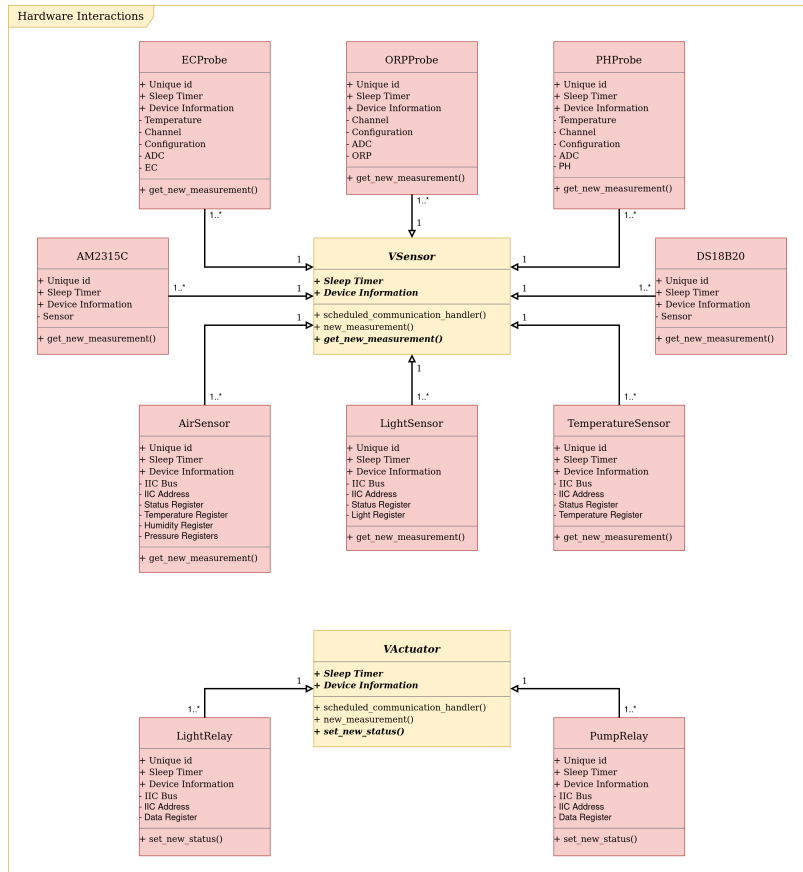 Hardware Interactions
ECProbe
+ Unique id
+ Sleep Timer
+ Device Information
- Temperature
- Channel
- Configuration
- ADC
- EC
+ get_new_measurement()
ORPProbe
+ Unique id
+ Sleep Timer
+ Device Information
- Channel
- Configuration
- ADC
- ORP
+ get_new_measurement()
PHProbe
+ Unique id
+ Sleep Timer
+ Device Information
- Temperature
- Channel
- Configuration
- ADC
- PH
+ get_new_measurement()
1..*
1..*
1..*
1
AM2315C
+ Unique id
+ Sleep Timer
+ Device Information
- Sensor
+ get_new_measurement()
1..*
1
1
1
VSensor
+ Sleep Timer
+ Device Information
+ scheduled_communication_handler()
+ new_measurement()
+ get_new_measurement()
1
1
1
1..*
DS18B20
+ Unique id
+ Sleep Timer
+ Device Information
- Sensor
+ get_new_measurement()
1
1..*
1..*
1..*
AirSensor
+ Unique id
+ Sleep Timer
+ Device Information
- IIC Bus
- IIC Address
- Status Register
- Temperature Register
- Humidity Register
- Pressure Registers
+ get_new_measurement()
LightSensor
+ Unique id
+ Sleep Timer
+ Device Information
- IIC Bus
- IIC Address
- Status Register
- Light Register
+ get_new_measurement()
TemperatureSensor
+ Unique id
+ Sleep Timer
+ Device Information
- IIC Bus
- IIC Address
- Status Register
- Temperature Register
+ get_new_measurement()
VActuator
+ Sleep Timer
+ Device Information
+ scheduled_communication_handler()
+ new_measurement()
+ set_new_status()
1
1
1..*
1..*
LightRelay
+ Unique id
+ Sleep Timer
+ Device Information
- IIC Bus
- IIC Address
- Data Register
+ set_new_status()
PumpRelay
+ Unique id
+ Sleep Timer
+ Device Information
- IIC Bus
- IIC Address
- Data Register
+ set_new_status()